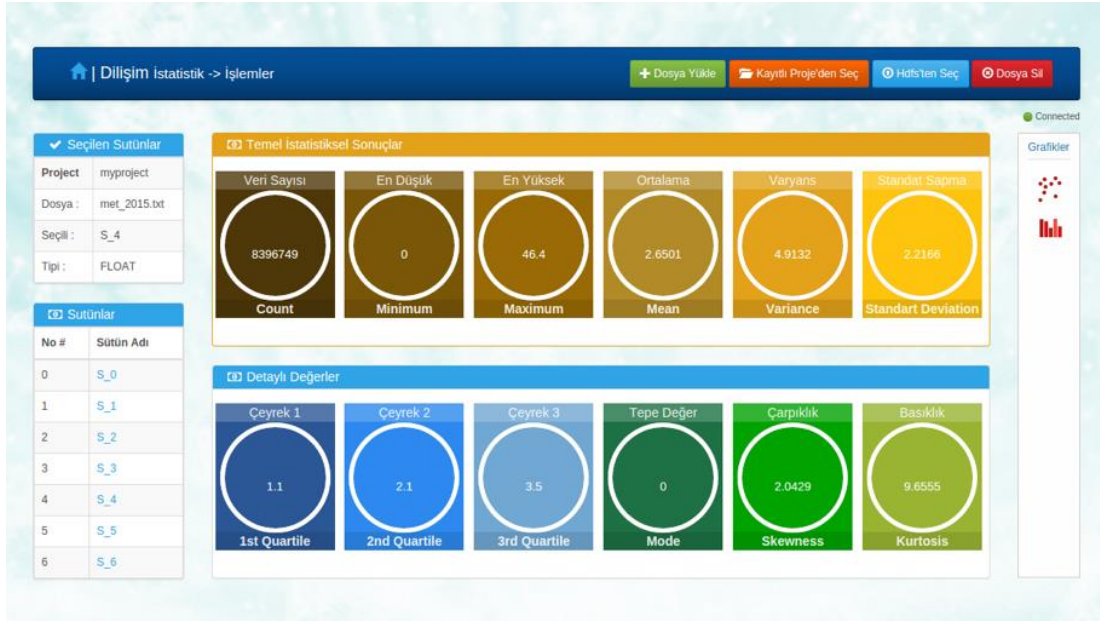 | Dilişim İstatistik -> İşlemler
Dosya Yükle
Kayıtlı Proje'den Seç
Hdfs'ten Seç
Dosya Sil
Connected
Seçilen Sutünlar
Project myproject
Dosya : met_2015.txt
Seçili : S_4
Tipi : FLOAT
Sutünlar
No # Sütün Adı
0 S_0
1 S_1
2 S_2
3 S_3
4 S_4
5 S_5
6 S_6
Temel İstatistiksel Sonuçlar
Veri Sayısı
8396749
Count
En Düşük
0
Minimum
En Yüksek
46.4
Maximum
Ortalama
2.6501
Mean
Varyans
4.9132
Variance
Standat Sapma
2.2166
Standart Deviation
Detaylı Değerler
Çeyrek 1
1.1
1st Quartile
Çeyrek 2
2.1
2nd Quartile
Çeyrek 3
3.5
3rd Quartile
Tepe Değer
0
Mode
Çarpıklık
2.0429
Skewness
Basıklık
9.6555
Kurtosis
Grafikler